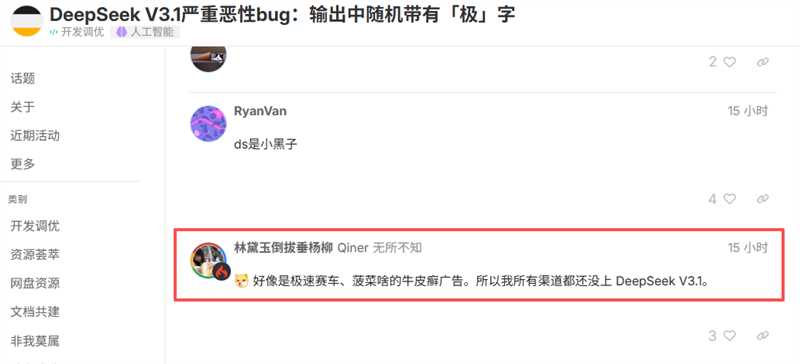 DeepSeek V3.1严重恶性bug：输出中随机带有「极」字
开发调优 人工智能
2
话题
关于
近期活动
更多
类别
开发调优
资源荟萃
网盘资源
文档共建
非我莫属
RyanVan 15 小时
ds是小黑子
4
林黛玉倒拔垂杨柳 Qiner 无所不知 15 小时
好像是极速赛车、菠菜啥的牛皮癣广告。所以我所有渠道都还没上 DeepSeek V3.1。
3